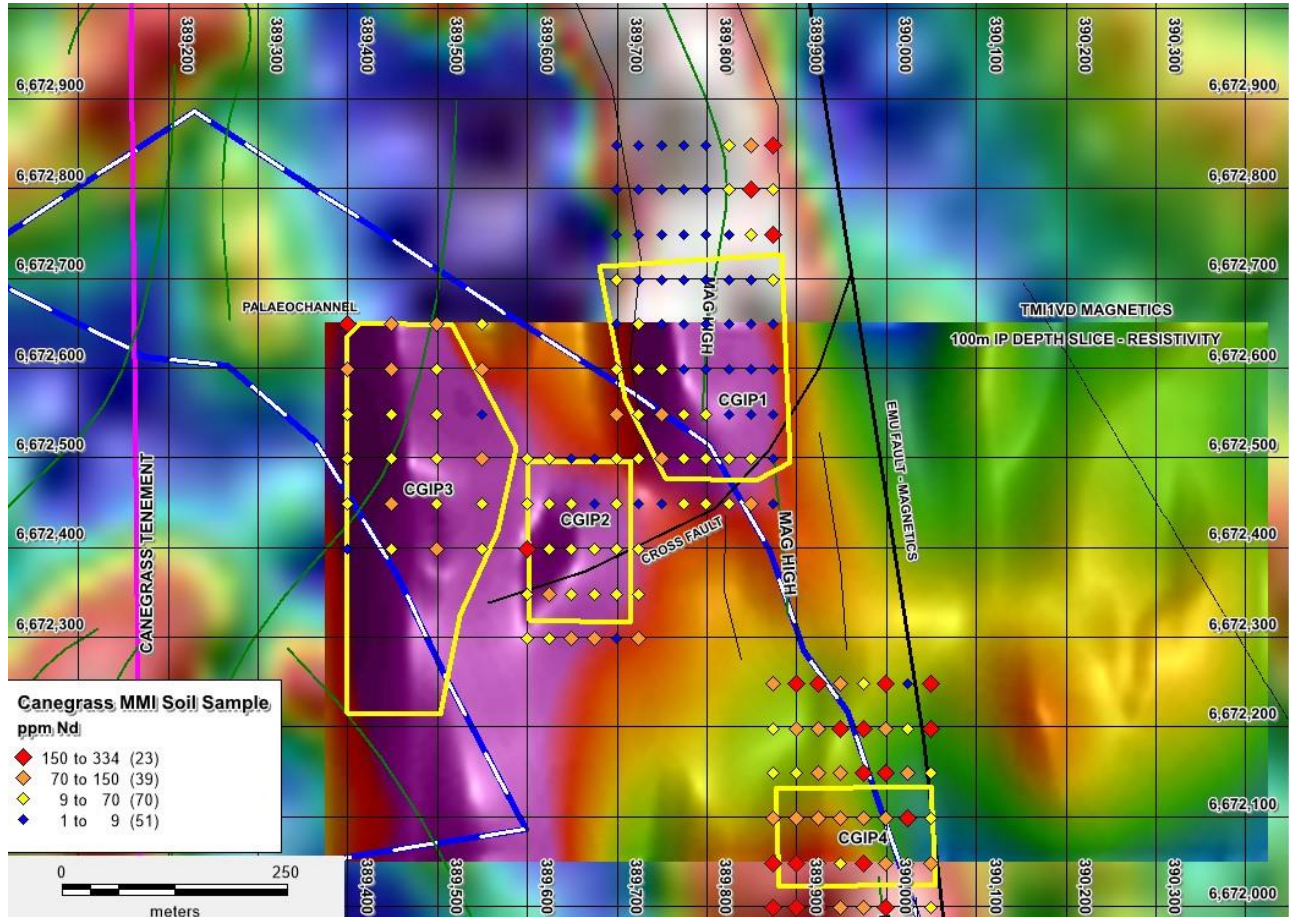 389,200
389,300
389,400
389,500
389,600
389,700
389,800
389,900
390,000
390,100
390,200
390,300
6,672,900
6,672,900
6,672,800
6,672,800
6,672,700
6,672,700
PALAEOCHANNEL
MAG HIGH
TMI1VD MAGNETICS
100m IP DEPTH SLICE - RESISTIVITY
6,672,600
6,672,600
CGIP1
EMU FAULT - MAGNETICS
6,672,500
6,672,500
CANEGRASS TENEMENT
CGIP3
CGIP2
CROSS FAULT
MAG HIGH
6,672,400
6,672,400
6,672,300
6,672,300
6,672,200
Canegrass MMI Soil Sample
ppm Nd
150 to 334 (23)
70 to 150 (39)
9 to 70 (70)
1 to 9 (51)
6,672,100
CGIP4
0 250
meters
389,400
389,500
389,600
389,700
389,800
389,900
390,000
390,100
390,200
390,300
6,672,000